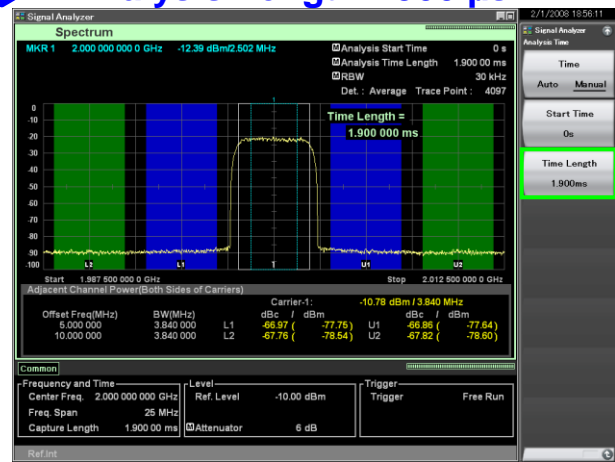 Signal Analyzer
2/1/2008 18:56:11
Spectrum
MKR 1 2.000 000 000 0 GHz -12.39 dBm/2.502 MHz
M Analysis Start Time 0 s
M Analysis Time Length 1.900 00 ms
M RBW 30 kHz
Det. : Average Trace Point : 4097
Time Length =
1.900 000 ms
0
-10
-20
-30
-40
-50
-60
-70
-80
-90
-100
L2 L1 1 U1 U2
Start 1.987 500 000 0 GHz Stop 2.012 500 000 0 GHz
Adjacent Channel Power(Both Sides of Carriers)
Carrier-1: -10.78 dBm / 3.840 MHz
Offset Freq(MHz) BW(MHz) dBc / dBm dBc / dBm
5.000 000 3.840 000 L1 -66.97 ( -77.75 ) U1 -66.86 ( -77.64 )
10.000 000 3.840 000 L2 -67.76 ( -78.54 ) U2 -67.82 ( -78.60 )
Common
Frequency and Time
Center Freq. 2.000 000 000 GHz
Freq. Span 25 MHz
Capture Length 1.900 00 ms
Level
Ref. Level -10.00 dBm
M Attenuator 6 dB
Trigger
Trigger Free Run
Ref.Int
Signal Analyzer
Analysis Time
Time
Auto Manual
Start Time
0s
Time Length
1.900ms